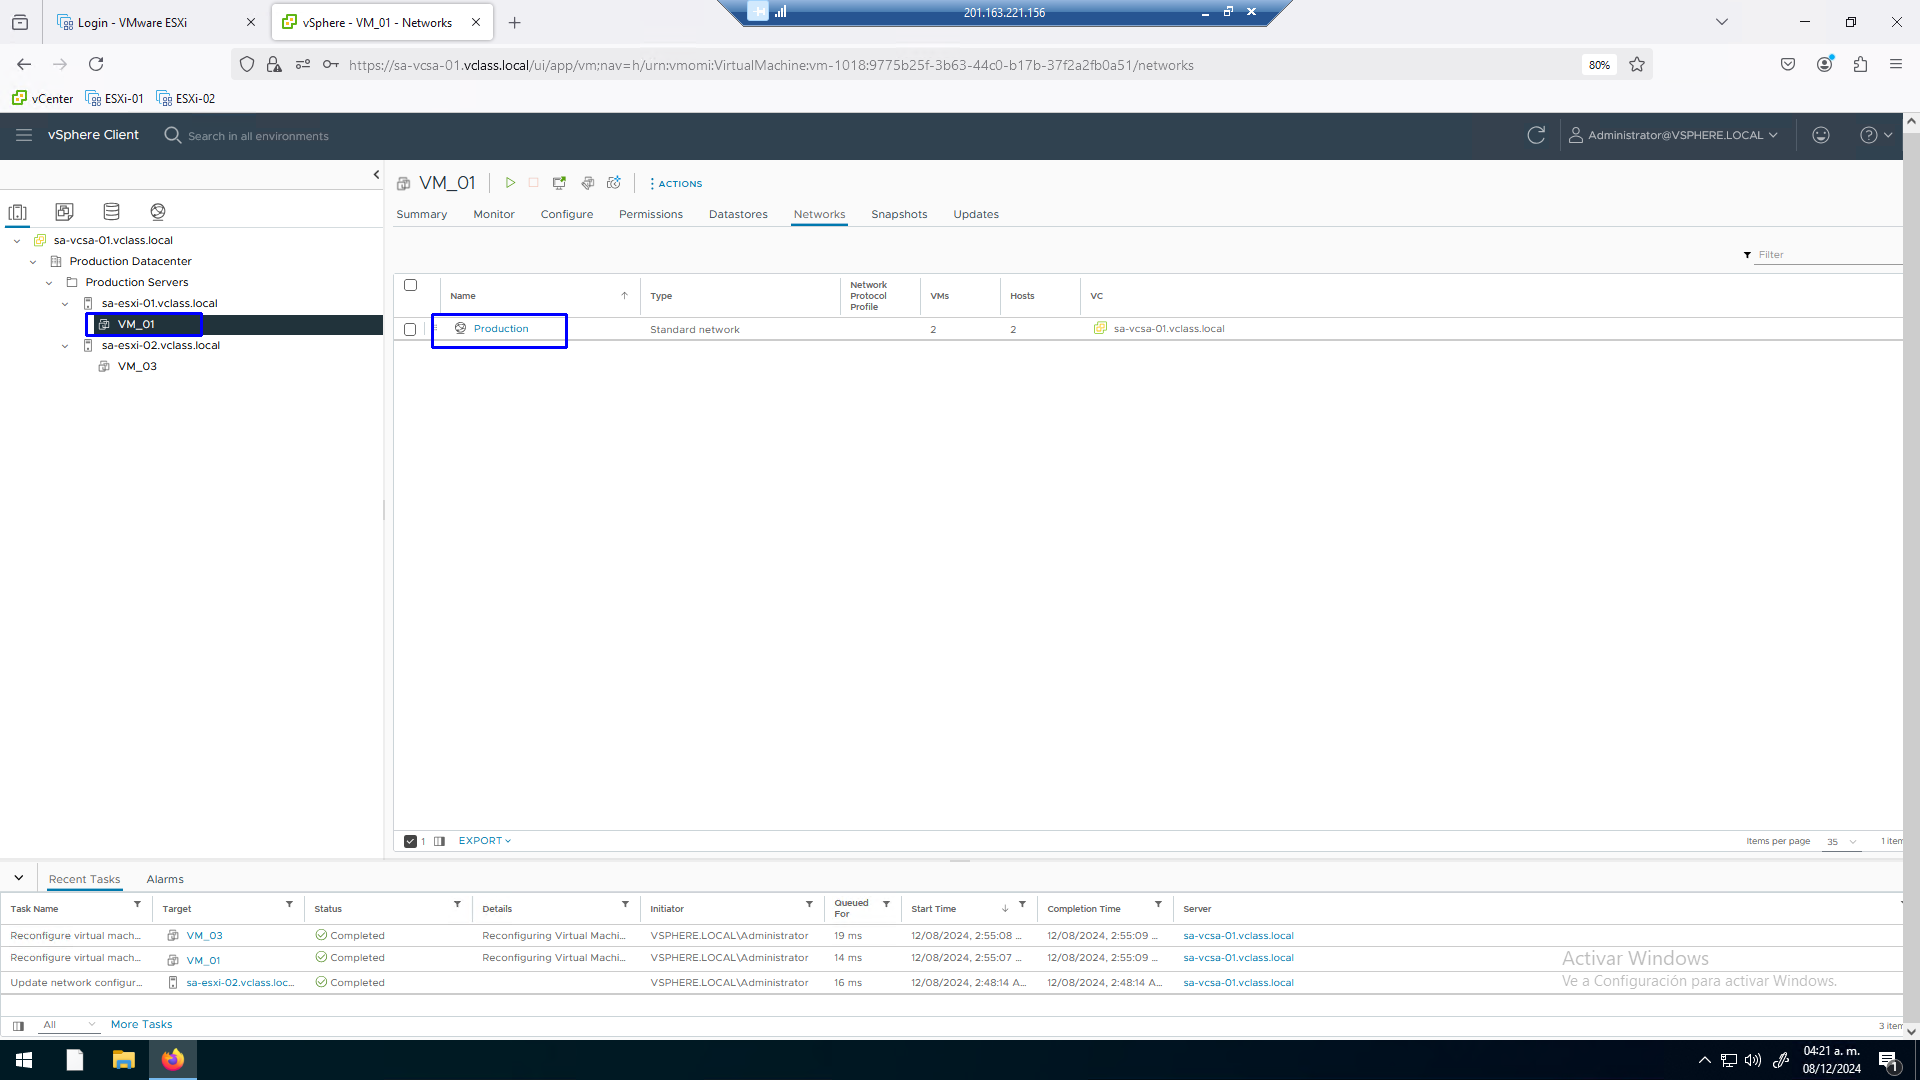 Login - VMware ESXi
vSphere - VM_01 - Networks
201.163.221.156
https://sa-vcsa-01.vclass.local/ui/app/vm;nav=h/urn:vmomi:VirtualMachine:vm-1018:9775b25f-3b63-44c0-b17b-37f2a2fb0a51/networks
80%
vCenter
ESXi-01
ESXi-02
vSphere Client
Search in all environments
Administrator@VSPHERE.LOCAL
sa-vcsa-01.vclass.local
Production Datacenter
Production Servers
sa-esxi-01.vclass.local
VM_01
sa-esxi-02.vclass.local
VM_03
VM_01
ACTIONS
Summary
Monitor
Configure
Permissions
Datastores
Networks
Snapshots
Updates
Filter
Name
Type
Network Protocol Profile
VMs
Hosts
VC
Production
Standard network
2
2
sa-vcsa-01.vclass.local
1
EXPORT
Items per page
35
1 item
Recent Tasks
Alarms
Task Name
Target
Status
Details
Initiator
Queued For
Start Time
Completion Time
Server
Reconfigure virtual mach... VM_03 Completed Reconfiguring Virtual Machi... VSPHERE.LOCAL\Administrator 19 ms 12/08/2024, 2:55:08 ... 12/08/2024, 2:55:09 ... sa-vcsa-01.vclass.local
Reconfigure virtual mach... VM_01 Completed Reconfiguring Virtual Machi... VSPHERE.LOCAL\Administrator 14 ms 12/08/2024, 2:55:07 ... 12/08/2024, 2:55:09 ... sa-vcsa-01.vclass.local
Update network configur... sa-esxi-02.vclass.loc... Completed VSPHERE.LOCAL\Administrator 16 ms 12/08/2024, 2:48:14 A... 12/08/2024, 2:48:14 A... sa-vcsa-01.vclass.local
Activar Windows
Ve a Configuración para activar Windows.
All
More Tasks
3 item
04:21 a. m.
08/12/2024
1